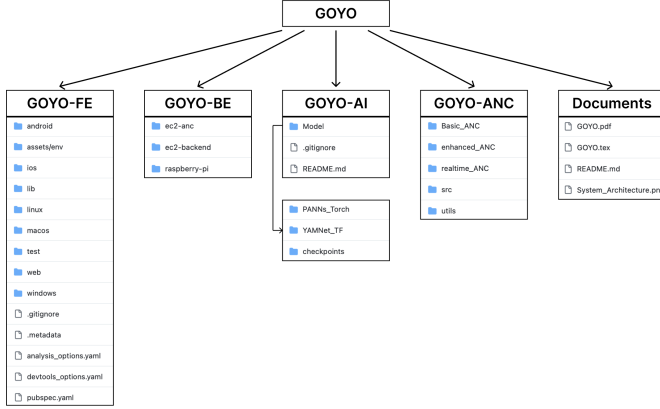 GOYO
GOYO-FE
android
assets/env
ios
lib
linux
macos
test
web
windows
.gitignore
.metadata
analysis_options.yaml
devtools_options.yaml
pubspec.yaml
GOYO-BE
ec2-anc
ec2-backend
raspberry-pi
GOYO-AI
Model
.gitignore
README.md
PANNs_Torch
YAMNet_TF
checkpoints
GOYO-ANC
Basic_ANC
enhanced_ANC
realtime_ANC
src
utils
Documents
GOYO.pdf
GOYO.tex
README.md
System_Architecture.pn